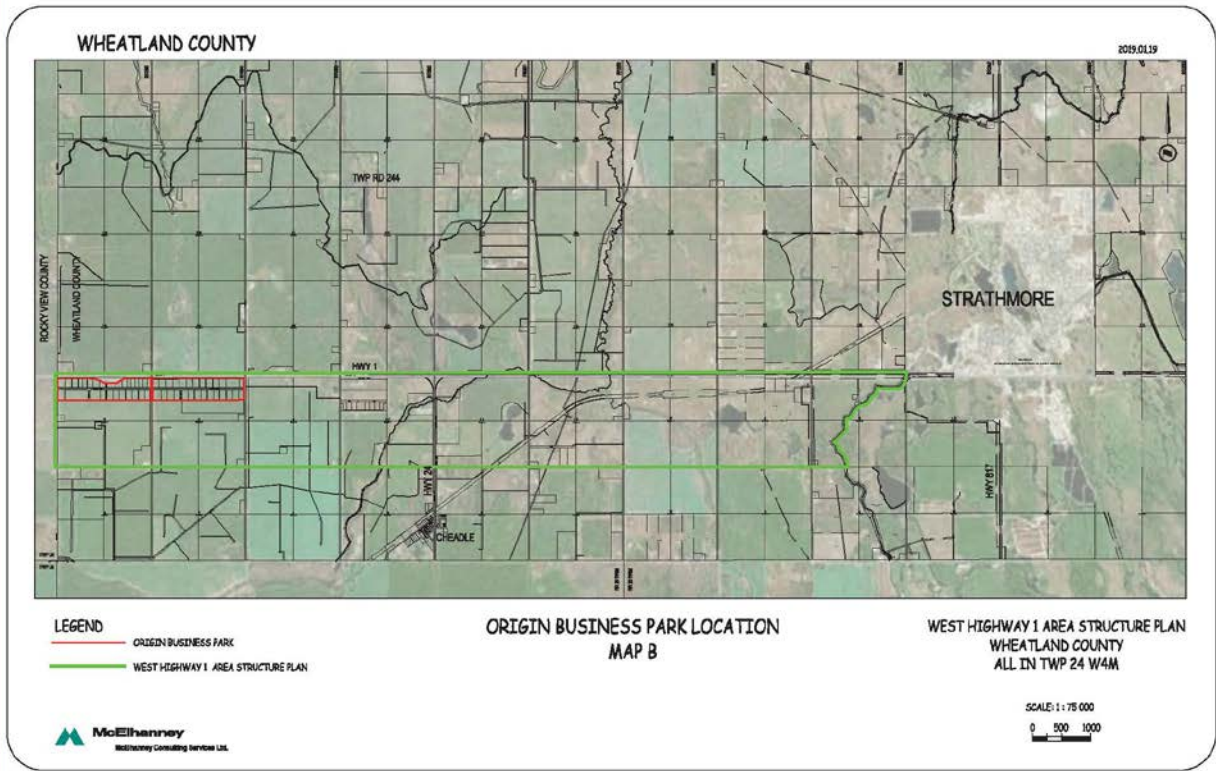 WHEATLAND COUNTY
2019.01.19
TWP RD 244
ROCKY VIEW COUNTY
WHEATLAND COUNTY
STRATHMORE
HWY 1
HWY 24
HWY 817
CHEADLE
LEGEND
ORIGIN BUSINESS PARK
WEST HIGHWAY 1 AREA STRUCTURE PLAN
ORIGIN BUSINESS PARK LOCATION
MAP B
WEST HIGHWAY 1 AREA STRUCTURE PLAN
WHEATLAND COUNTY
ALL IN TWP 24 W4M
SCALE: 1 : 75 000
0 500 1000
McElhanney
McElhanney Consulting Services Ltd.